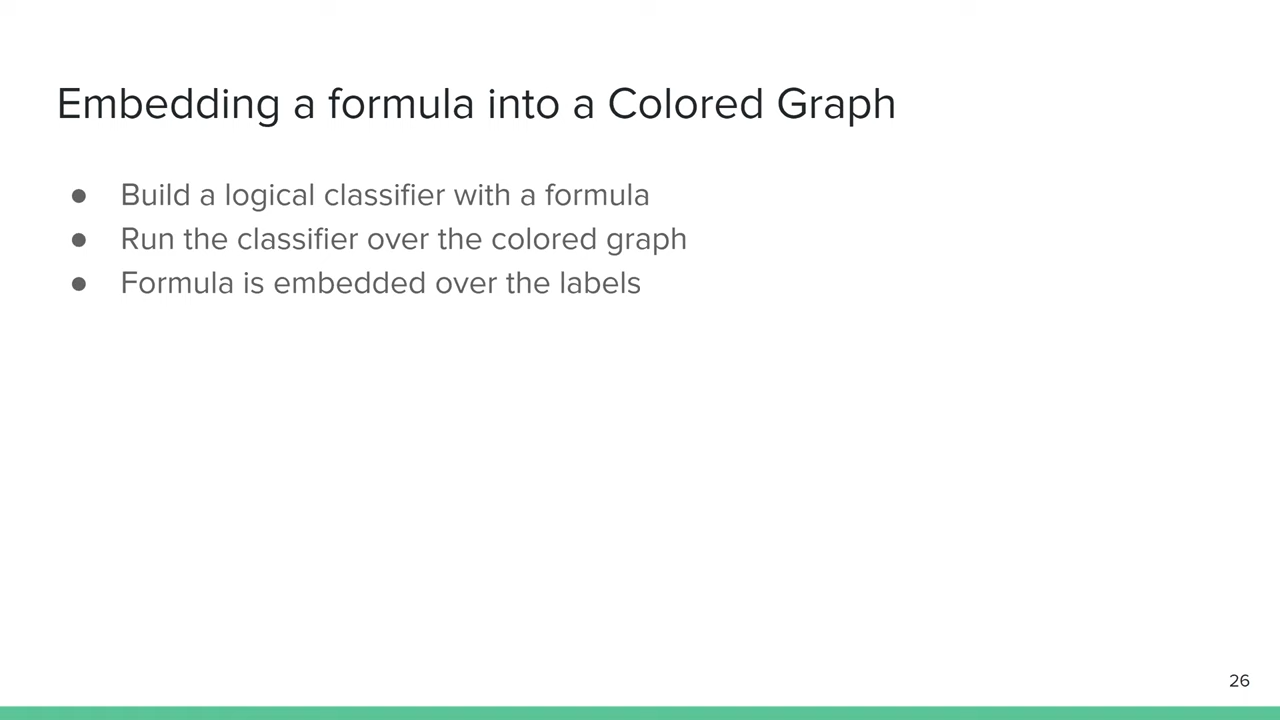 Embedding a formula into a Colored Graph
● Build a logical classifier with a formula
● Run the classifier over the colored graph
● Formula is embedded over the labels
26